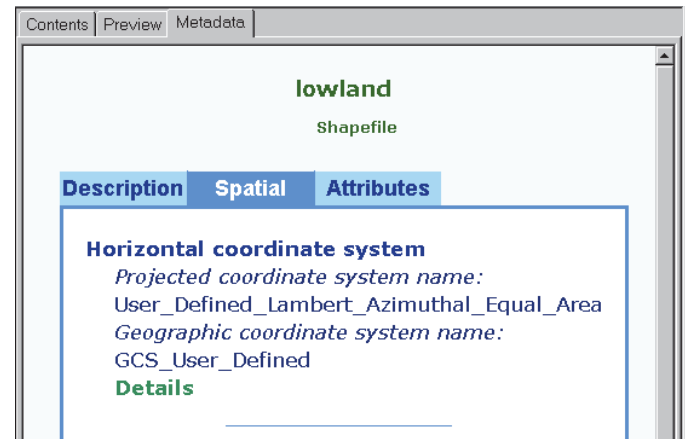 Contents Preview Metadata
lowland
Shapefile
Description Spatial Attributes
Horizontal coordinate system
Projected coordinate system name:
User_Defined_Lambert_Azimuthal_Equal_Area
Geographic coordinate system name:
GCS_User_Defined
Details